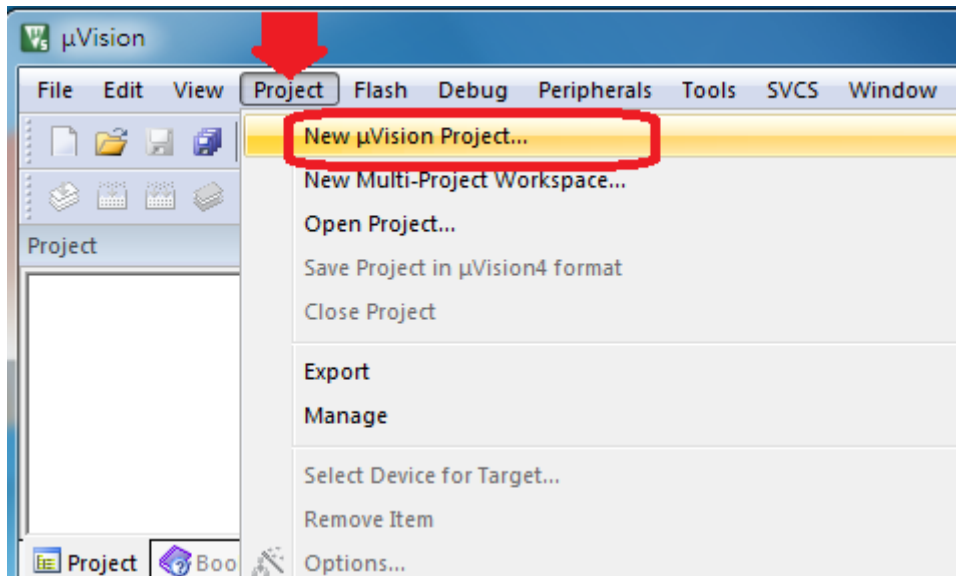 µVision
File Edit View Project Flash Debug Peripherals Tools SVCS Window
New µVision Project...
New Multi-Project Workspace...
Open Project...
Project
Save Project in µVision4 format
Close Project
Export
Manage
Select Device for Target...
Remove Item
Project Boo Options...